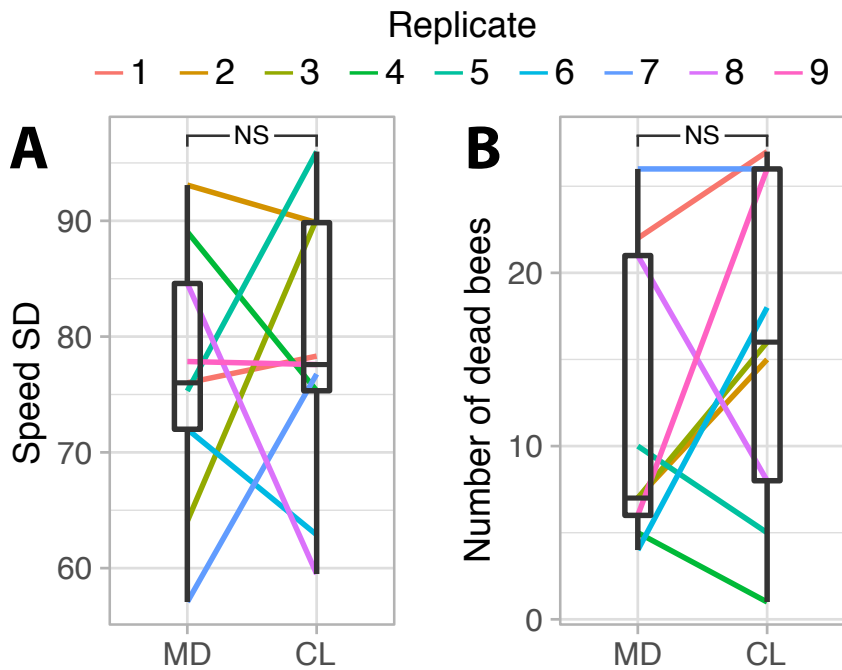 Replicate
1 2 3 4 5 6 7 8 9
A
NS
Speed SD
90
80
70
60
MD CL
B
NS
Number of dead bees
20
10
0
MD CL